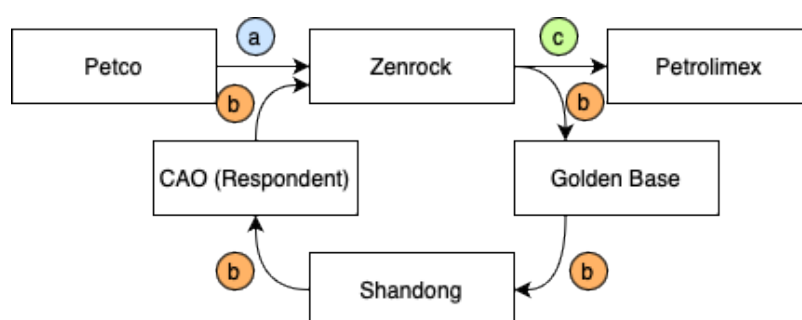 a
c
Petco
Zenrock
Petrolimex
b
b
CAO (Respondent)
Golden Base
b
b
Shandong